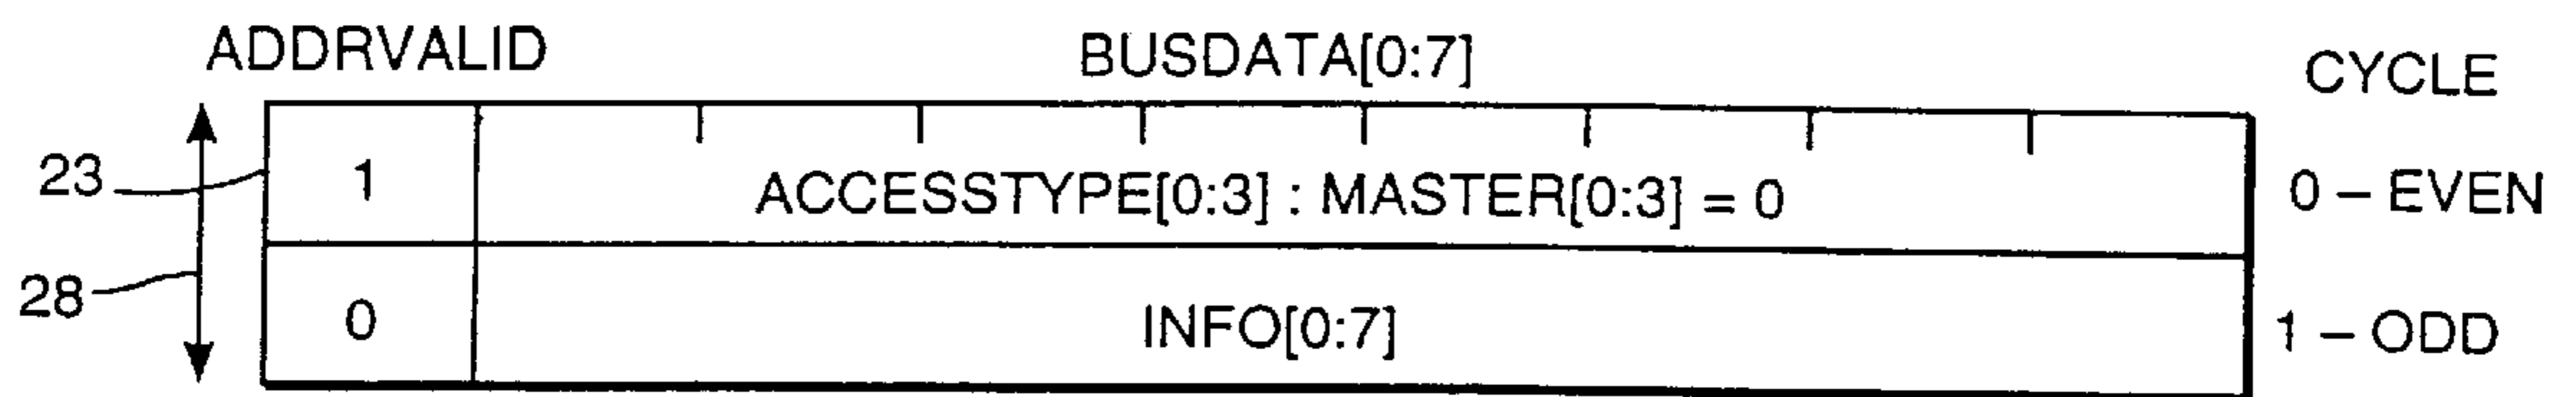 ADDRVALID BUSDATA[0:7] CYCLE
23 1 ACCESSTYPE[0:3] : MASTER[0:3] = 0 0 – EVEN
28 0 INFO[0:7] 1 – ODD